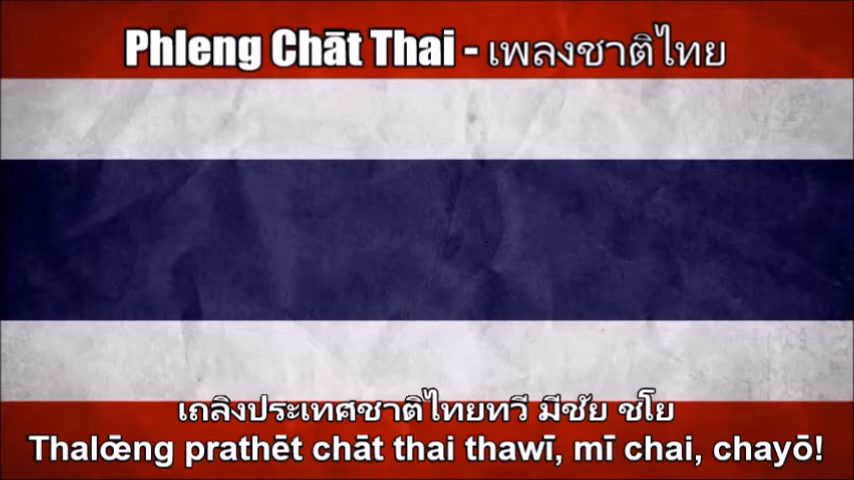 Phleng Chāt Thai - เพลงชาติไทย
เถลิงประเทศชาติไทยทวี มีชัย ชโย
Thalœ̄ng prathēt chāt thai thawī, mī chai, chayō!